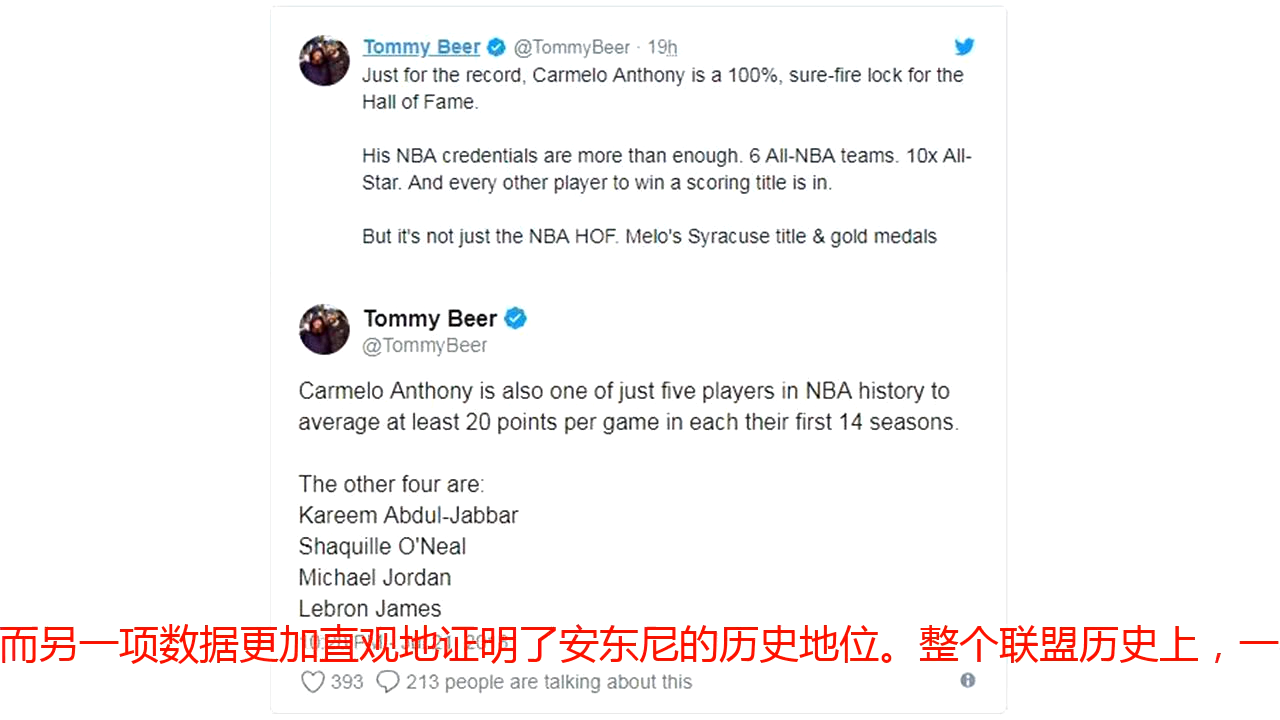 Tommy Beer @TommyBeer · 19h
Just for the record, Carmelo Anthony is a 100%, sure-fire lock for the
Hall of Fame.
His NBA credentials are more than enough. 6 All-NBA teams. 10x All-
Star. And every other player to win a scoring title is in.
But it's not just the NBA HOF. Melo's Syracuse title & gold medals
Tommy Beer
@TommyBeer
Carmelo Anthony is also one of just five players in NBA history to
average at least 20 points per game in each their first 14 seasons.
The other four are:
Kareem Abdul-Jabbar
Shaquille O'Neal
Michael Jordan
Lebron James
而另一项数据更加直观地证明了安东尼的历史地位。整个联盟历史上，一
393 213 people are talking about this